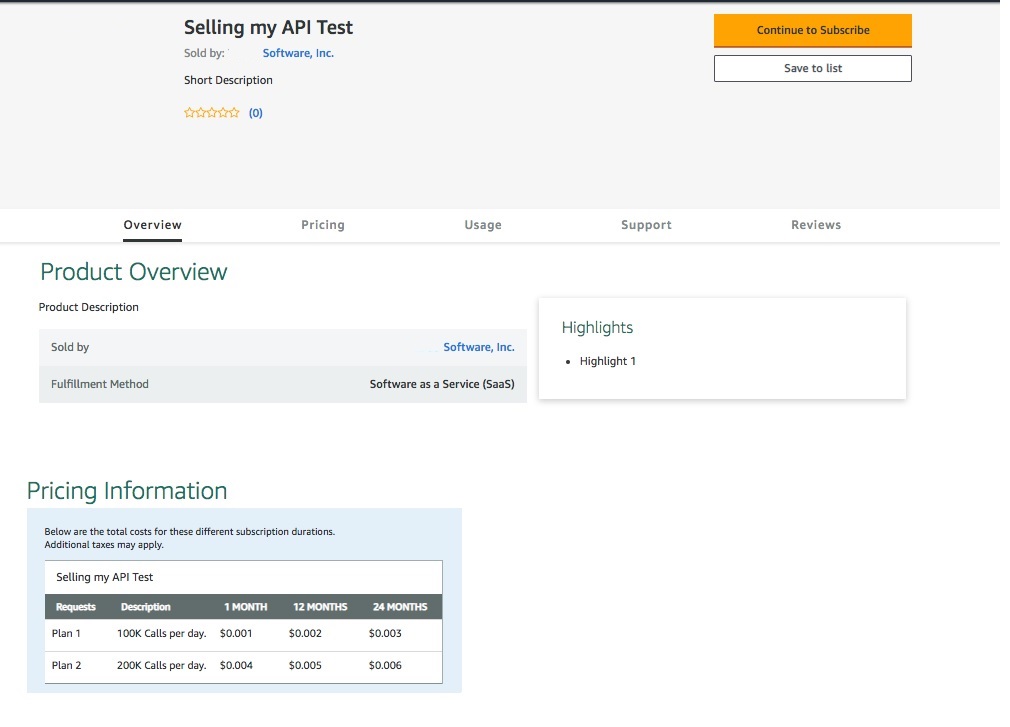 Selling my API Test
Continue to Subscribe
Sold by: Software, Inc.
Save to list
Short Description
(0)
Overview Pricing Usage Support Reviews
Product Overview
Product Description
Sold by Software, Inc.
Fulfillment Method Software as a Service (SaaS)
Highlights
• Highlight 1
Pricing Information
Below are the total costs for these different subscription durations.
Additional taxes may apply.
Selling my API Test
Requests Description 1 MONTH 12 MONTHS 24 MONTHS
Plan 1 100K Calls per day. $0.001 $0.002 $0.003
Plan 2 200K Calls per day. $0.004 $0.005 $0.006